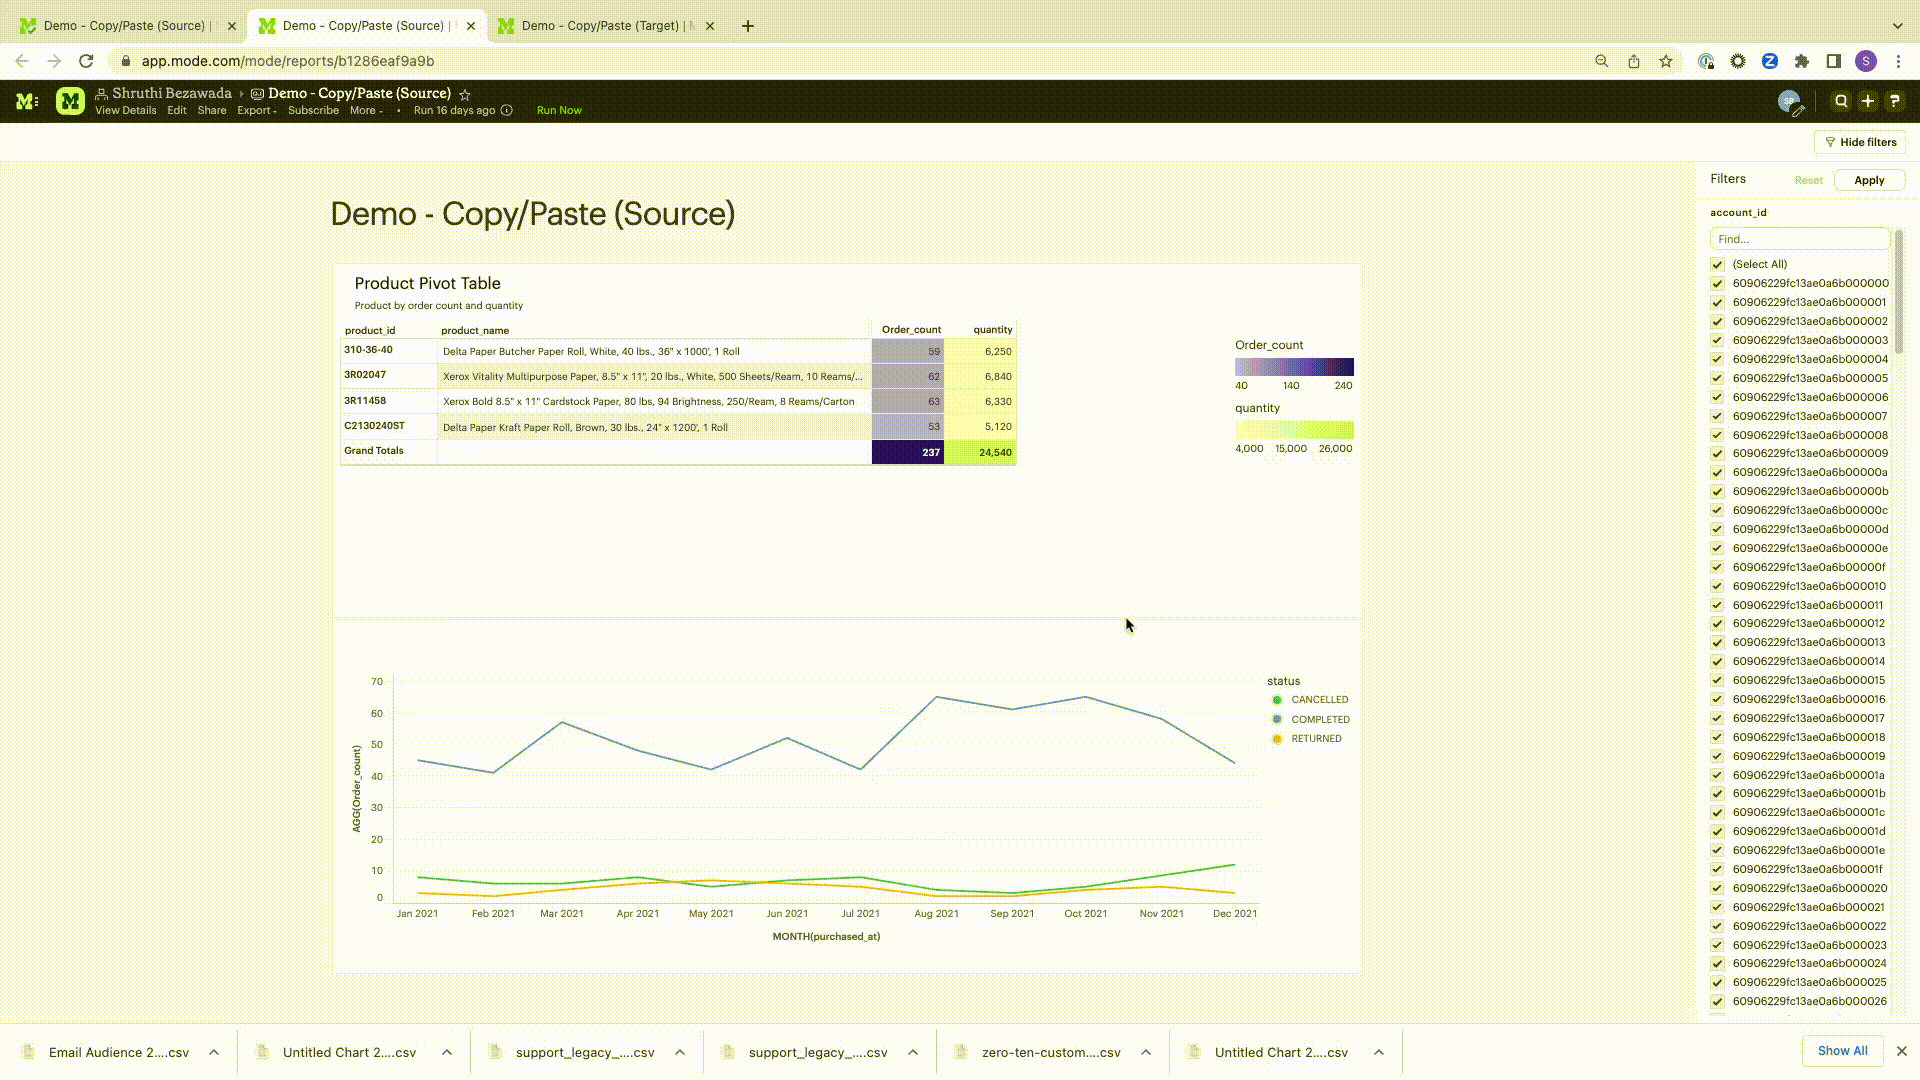 Demo - Copy/Paste (Source) |
Demo - Copy/Paste (Source) |
Demo - Copy/Paste (Target) |
app.mode.com/mode/reports/b1286eaf9a9b
S
Shruthi Bezawada › Demo - Copy/Paste (Source)
View Details Edit Share Export Subscribe More • Run 16 days ago Run Now
Hide filters
Filters Reset Apply
account_id
Find...
(Select All)
60906229fc13ae0a6b000000
60906229fc13ae0a6b000001
60906229fc13ae0a6b000002
60906229fc13ae0a6b000003
60906229fc13ae0a6b000004
60906229fc13ae0a6b000005
60906229fc13ae0a6b000006
60906229fc13ae0a6b000007
60906229fc13ae0a6b000008
60906229fc13ae0a6b000009
60906229fc13ae0a6b00000a
60906229fc13ae0a6b00000b
60906229fc13ae0a6b00000c
60906229fc13ae0a6b00000d
60906229fc13ae0a6b00000e
60906229fc13ae0a6b00000f
60906229fc13ae0a6b000010
60906229fc13ae0a6b000011
60906229fc13ae0a6b000012
60906229fc13ae0a6b000013
60906229fc13ae0a6b000014
60906229fc13ae0a6b000015
60906229fc13ae0a6b000016
60906229fc13ae0a6b000017
60906229fc13ae0a6b000018
60906229fc13ae0a6b000019
60906229fc13ae0a6b00001a
60906229fc13ae0a6b00001b
60906229fc13ae0a6b00001c
60906229fc13ae0a6b00001d
60906229fc13ae0a6b00001e
60906229fc13ae0a6b00001f
60906229fc13ae0a6b000020
60906229fc13ae0a6b000021
60906229fc13ae0a6b000022
60906229fc13ae0a6b000023
60906229fc13ae0a6b000024
60906229fc13ae0a6b000025
60906229fc13ae0a6b000026
Demo - Copy/Paste (Source)
Product Pivot Table
Product by order count and quantity
product_id product_name Order_count quantity
310-36-40 Delta Paper Butcher Paper Roll, White, 40 lbs., 36" x 1000', 1 Roll 59 6,250
3R02047 Xerox Vitality Multipurpose Paper, 8.5" x 11", 20 lbs., White, 500 Sheets/Ream, 10 Reams/... 62 6,840
3R11458 Xerox Bold 8.5" x 11" Cardstock Paper, 80 lbs, 94 Brightness, 250/Ream, 8 Reams/Carton 63 6,330
C2130240ST Delta Paper Kraft Paper Roll, Brown, 30 lbs., 24" x 1200', 1 Roll 53 5,120
Grand Totals 237 24,540
Order_count
40 140 240
quantity
4,000 15,000 26,000
70
60
50
40
30
20
10
0
AGG(Order_count)
Jan 2021 Feb 2021 Mar 2021 Apr 2021 May 2021 Jun 2021 Jul 2021 Aug 2021 Sep 2021 Oct 2021 Nov 2021 Dec 2021
MONTH(purchased_at)
status
CANCELLED
COMPLETED
RETURNED
Email Audience 2....csv
Untitled Chart 2....csv
support_legacy_....csv
support_legacy_....csv
zero-ten-custom....csv
Untitled Chart 2....csv
Show All